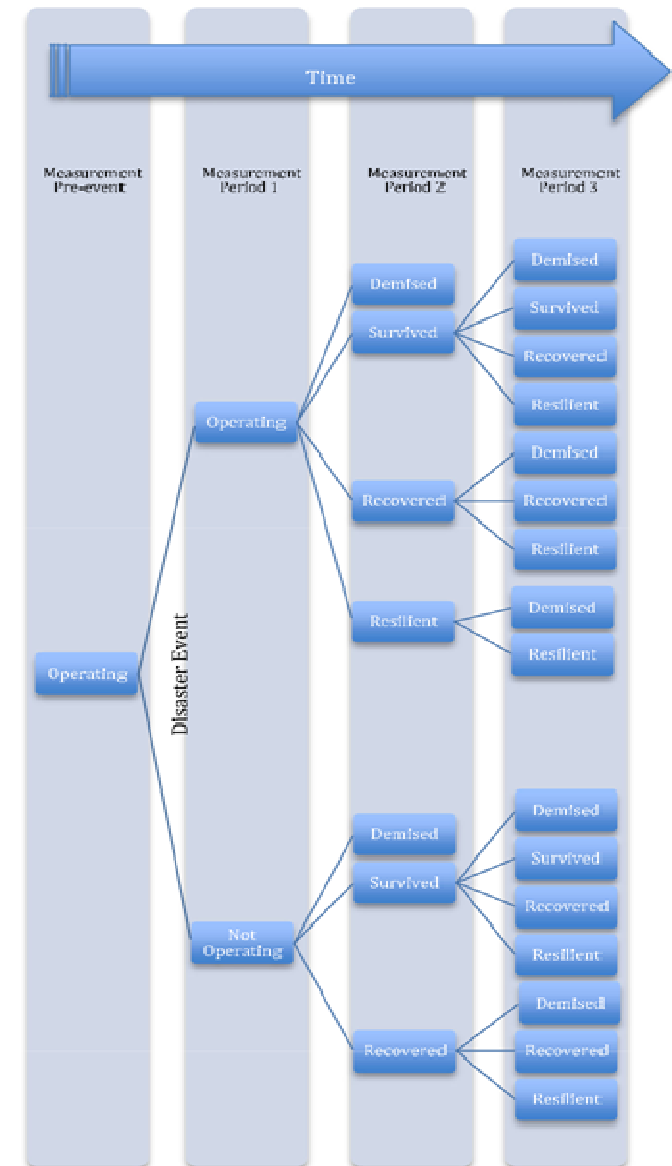 Time
Measurement
Pre-event
Measurement
Period 1
Measurement
Period 2
Measurement
Period 3
Operating
Disaster Event
Operating
Not
Operating
Demised
Survived
Recovered
Resilient
Demised
Survived
Recovered
Demised
Survived
Recovered
Resilient
Demised
Recovered
Resilient
Demised
Resilient
Demised
Survived
Recovered
Resilient
Demised
Recovered
Resilient